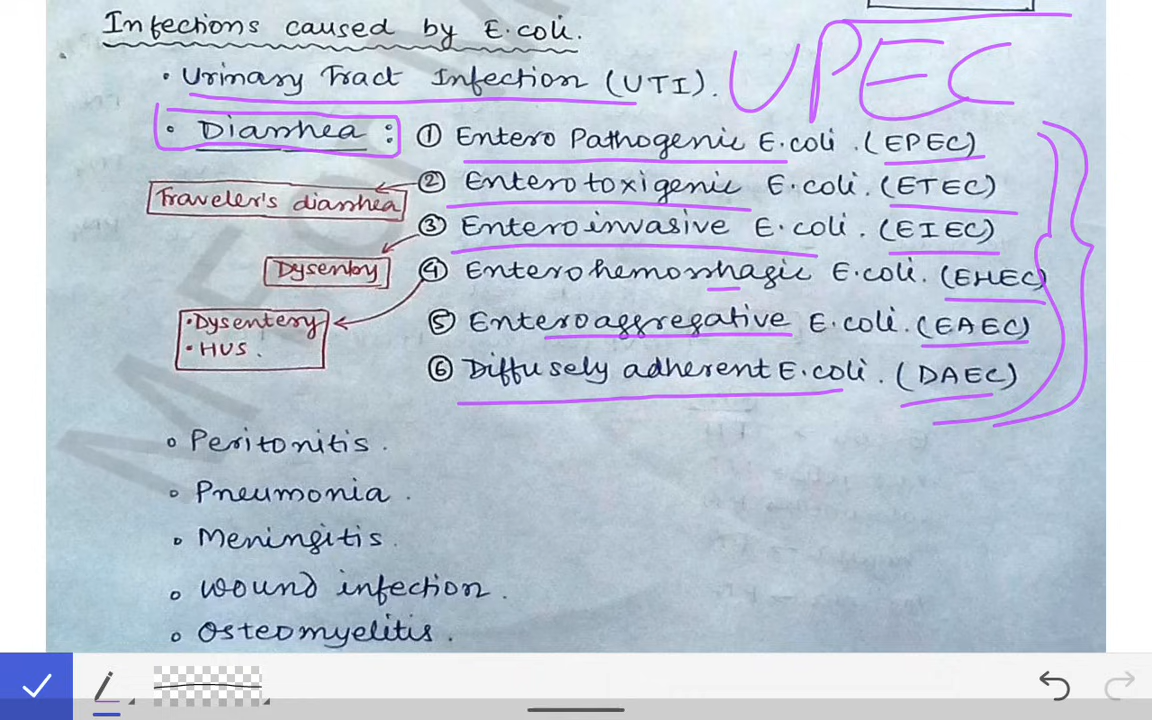 Infections caused by E.coli.
• Urinary Tract Infection (UTI). UPEC
• Diarrhea : ① Entero Pathogenic E.coli. (EPEC)
② Enterotoxigenic E.coli. (ETEC)
Traveler's diarrhea
③ Enteroinvasive E.coli. (EIEC)
Dysentry
④ Enterohemorrhagic E.coli. (EHEC)
• Dysentery
• HUS.
⑤ Enteroaggregative E.coli. (EAEC)
⑥ Diffusely adherent E.coli. (DAEC)
• Peritonitis.
• Pneumonia.
• Meningitis.
• Wound infection.
• Osteomyelitis.